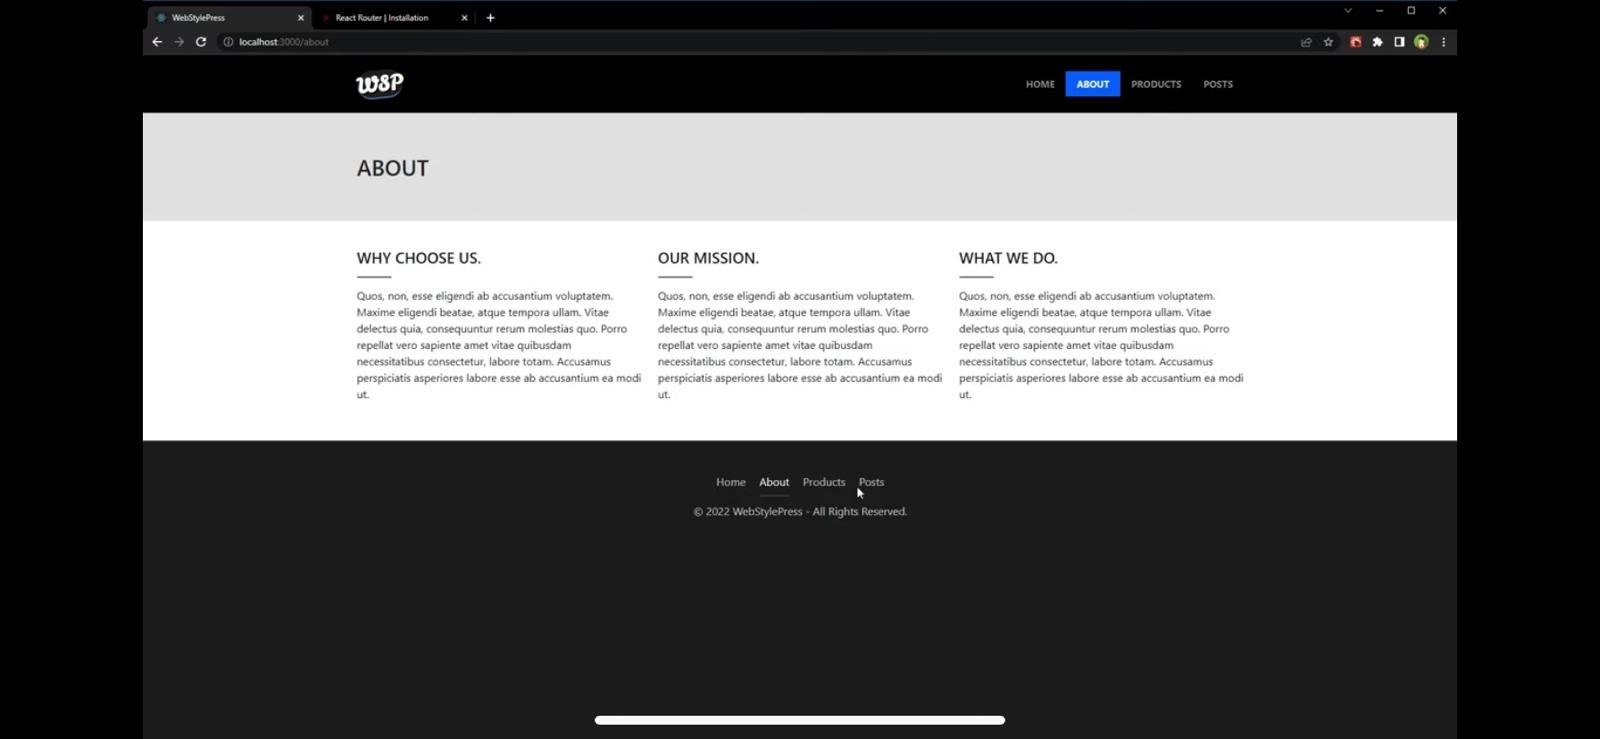 WebStylePress
React Router | Installation
localhost:3000/about
WSP
HOME ABOUT PRODUCTS POSTS
ABOUT
WHY CHOOSE US.
Quos, non, esse eligendi ab accusantium voluptatem.
Maxime eligendi beatae, atque tempora ullam. Vitae
delectus quia, consequuntur rerum molestias quo. Porro
repellat vero sapiente amet vitae quibusdam
necessitatibus consectetur, labore totam. Accusamus
perspiciatis asperiores labore esse ab accusantium ea modi
ut.
OUR MISSION.
Quos, non, esse eligendi ab accusantium voluptatem.
Maxime eligendi beatae, atque tempora ullam. Vitae
delectus quia, consequuntur rerum molestias quo. Porro
repellat vero sapiente amet vitae quibusdam
necessitatibus consectetur, labore totam. Accusamus
perspiciatis asperiores labore esse ab accusantium ea modi
ut.
WHAT WE DO.
Quos, non, esse eligendi ab accusantium voluptatem.
Maxime eligendi beatae, atque tempora ullam. Vitae
delectus quia, consequuntur rerum molestias quo. Porro
repellat vero sapiente amet vitae quibusdam
necessitatibus consectetur, labore totam. Accusamus
perspiciatis asperiores labore esse ab accusantium ea modi
ut.
Home About Products Posts
© 2022 WebStylePress - All Rights Reserved.